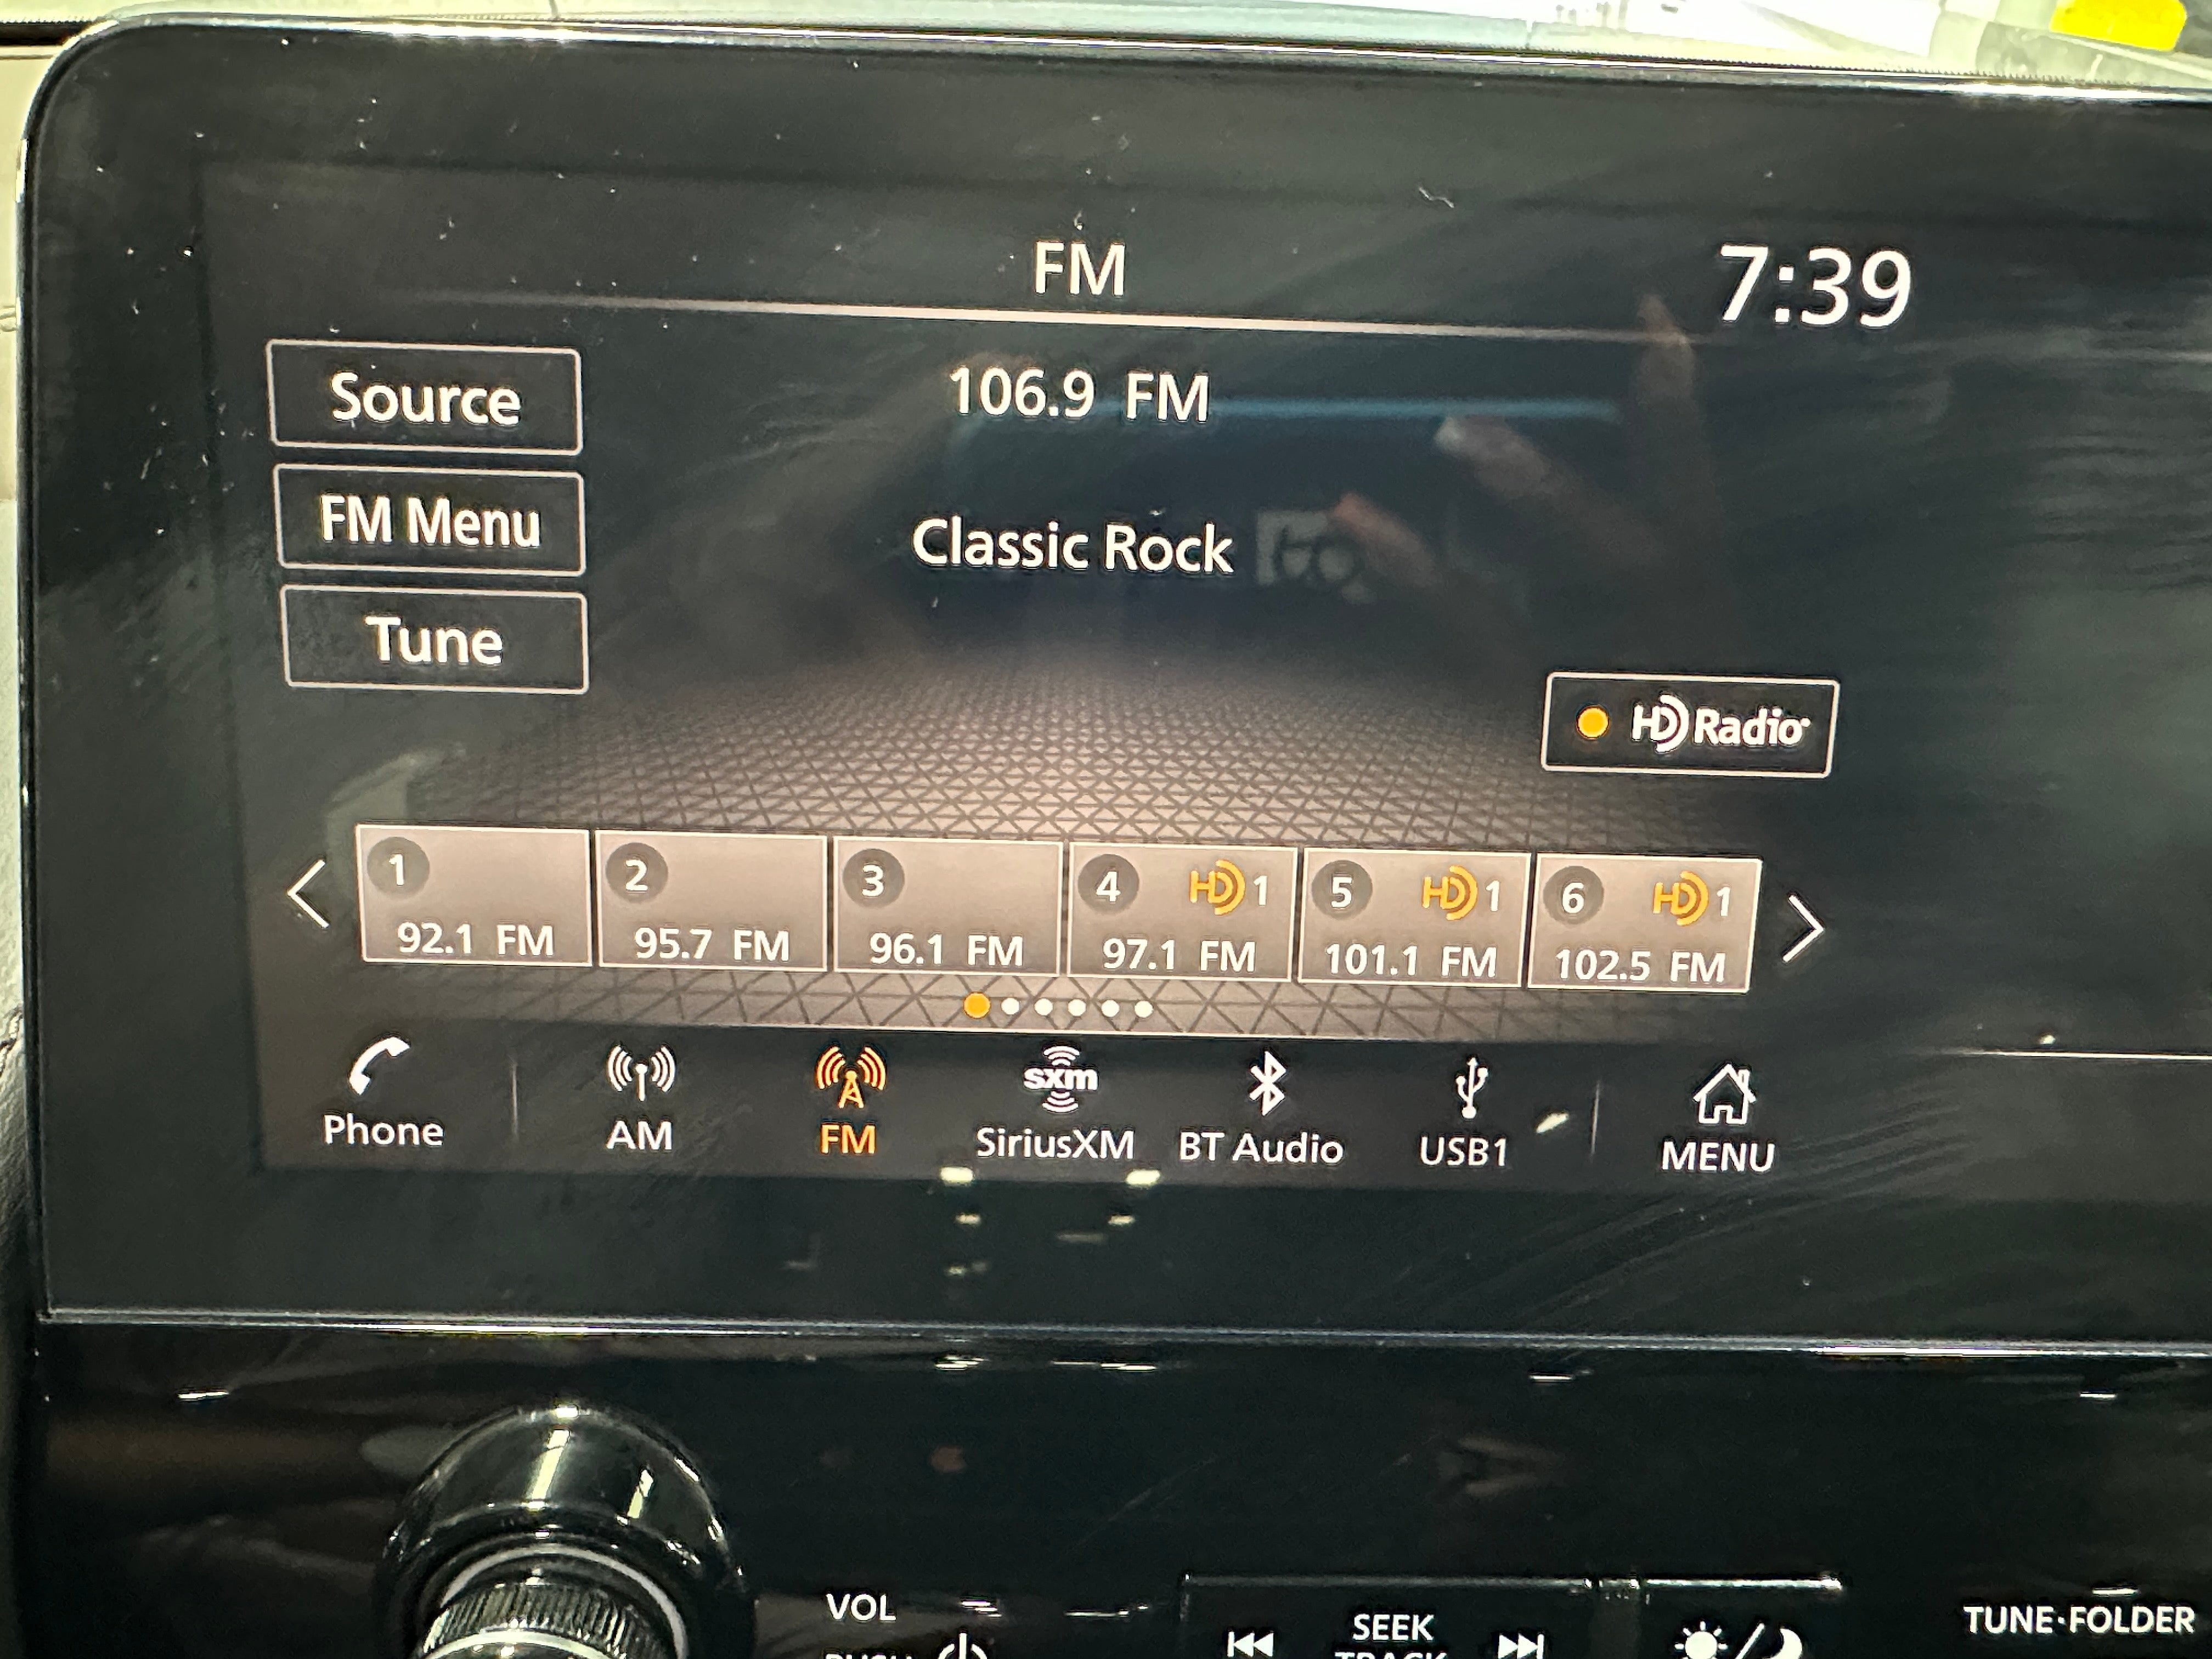 FM
7:39
Source
106.9 FM
FM Menu
Classic Rock
Tune
HD Radio
1
2
3
4 HD 1
5 HD 1
6 HD 1
92.1 FM
95.7 FM
96.1 FM
97.1 FM
101.1 FM
102.5 FM
sxm
Phone
AM
FM
SiriusXM
BT Audio
USB1
MENU
VOL
PUSH
SEEK
TRACK
TUNE·FOLDER